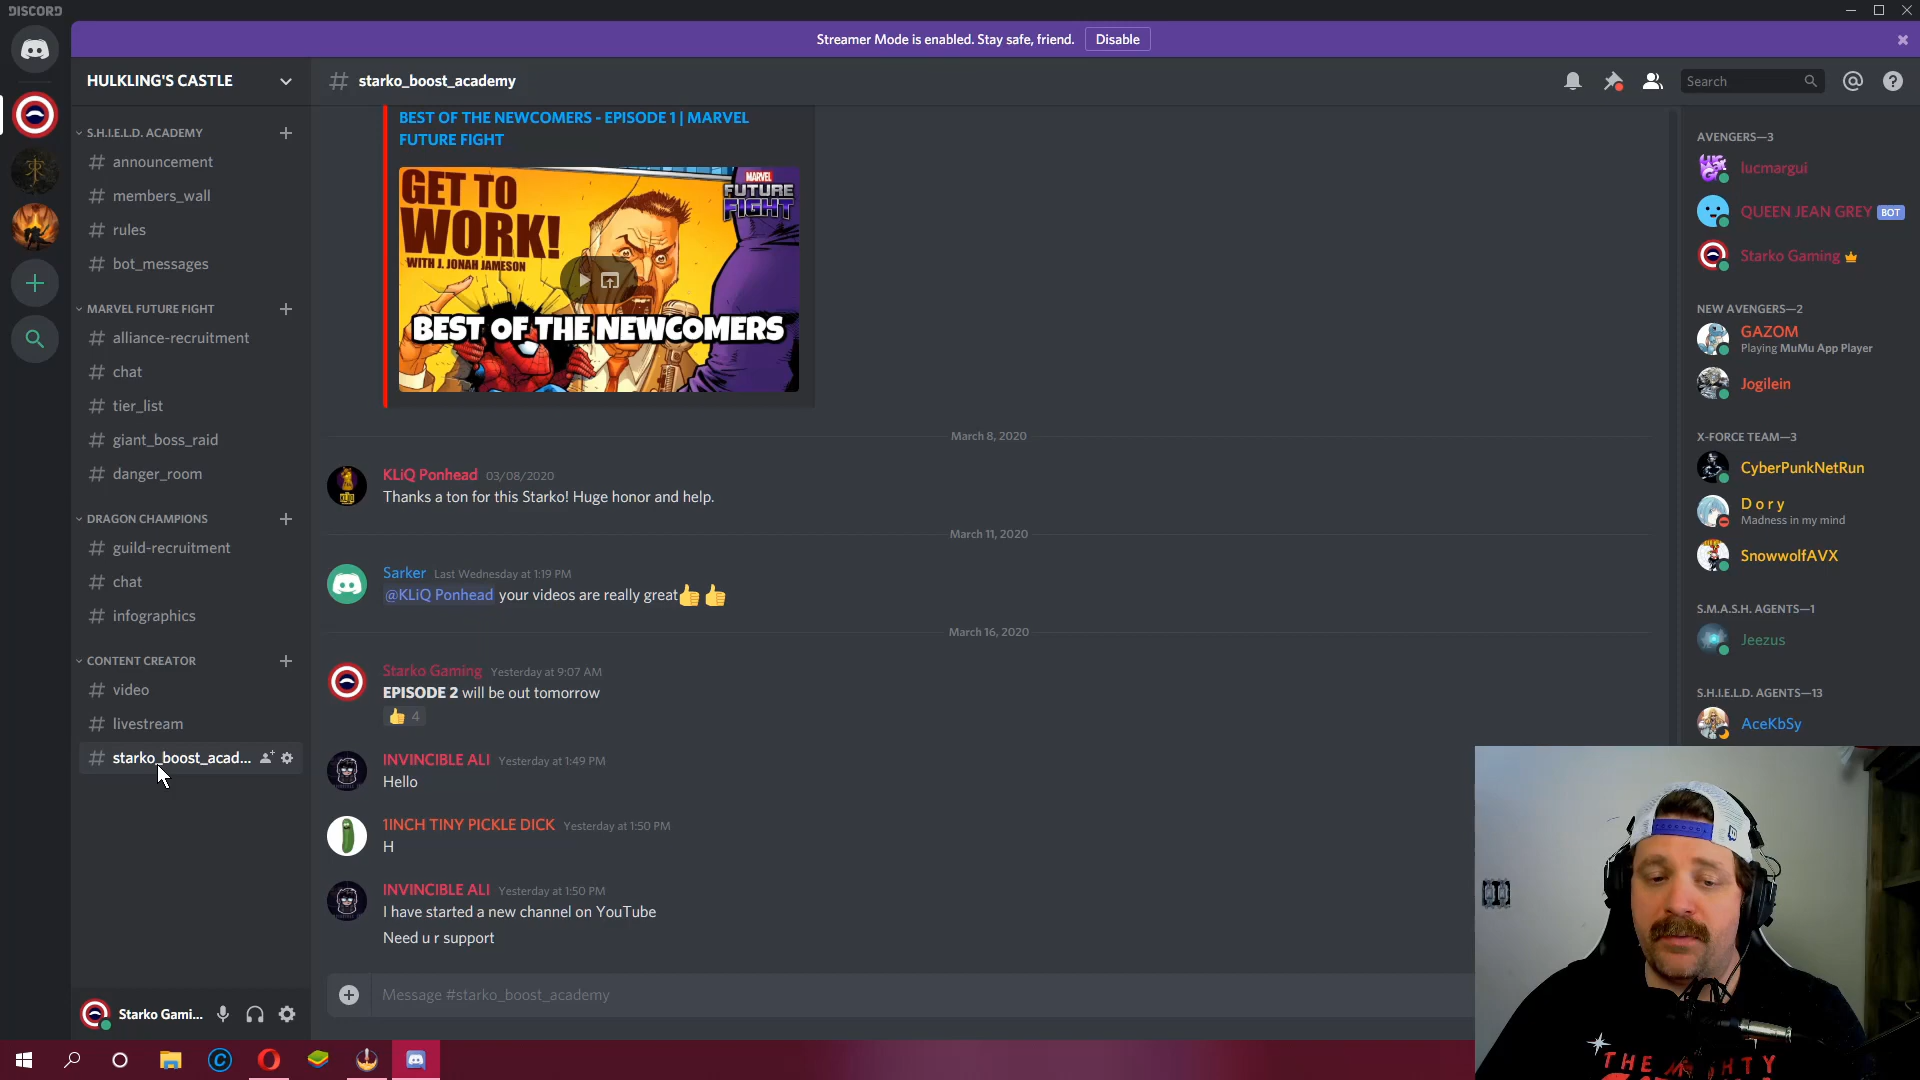 DISCORD
Streamer Mode is enabled. Stay safe, friend.
Disable
HULKLING'S CASTLE
S.H.I.E.L.D. ACADEMY
# announcement
# members_wall
# rules
# bot_messages
MARVEL FUTURE FIGHT
# alliance-recruitment
# chat
# tier_list
# giant_boss_raid
# danger_room
DRAGON CHAMPIONS
# guild-recruitment
# chat
# infographics
CONTENT CREATOR
# video
# livestream
# starko_boost_acad...
Starko Gami...
# starko_boost_academy
Search
BEST OF THE NEWCOMERS - EPISODE 1 | MARVEL
FUTURE FIGHT
GET TO
WORK!
WITH J. JONAH JAMESON
MARVEL
FUTURE
FIGHT
BEST OF THE NEWCOMERS
March 8, 2020
KLiQ Ponhead 03/08/2020
Thanks a ton for this Starko! Huge honor and help.
March 11, 2020
Sarker Last Wednesday at 1:19 PM
@KLiQ Ponhead your videos are really great👍👍
March 16, 2020
Starko Gaming Yesterday at 9:07 AM
EPISODE 2 will be out tomorrow
👍 4
INVINCIBLE ALI Yesterday at 1:49 PM
Hello
1INCH TINY PICKLE DICK Yesterday at 1:50 PM
H
INVINCIBLE ALI Yesterday at 1:50 PM
I have started a new channel on YouTube
Need u r support
Message #starko_boost_academy
AVENGERS—3
lucmargui
QUEEN JEAN GREY BOT
Starko Gaming
NEW AVENGERS—2
GAZOM
Playing MuMu App Player
Jogilein
X-FORCE TEAM—3
CyberPunkNetRun
D o r y
Madness in my mind
SnowwolfAVX
S.M.A.S.H. AGENTS—1
Jeezus
S.H.I.E.L.D. AGENTS—13
AceKbSy
THE MIGHTY